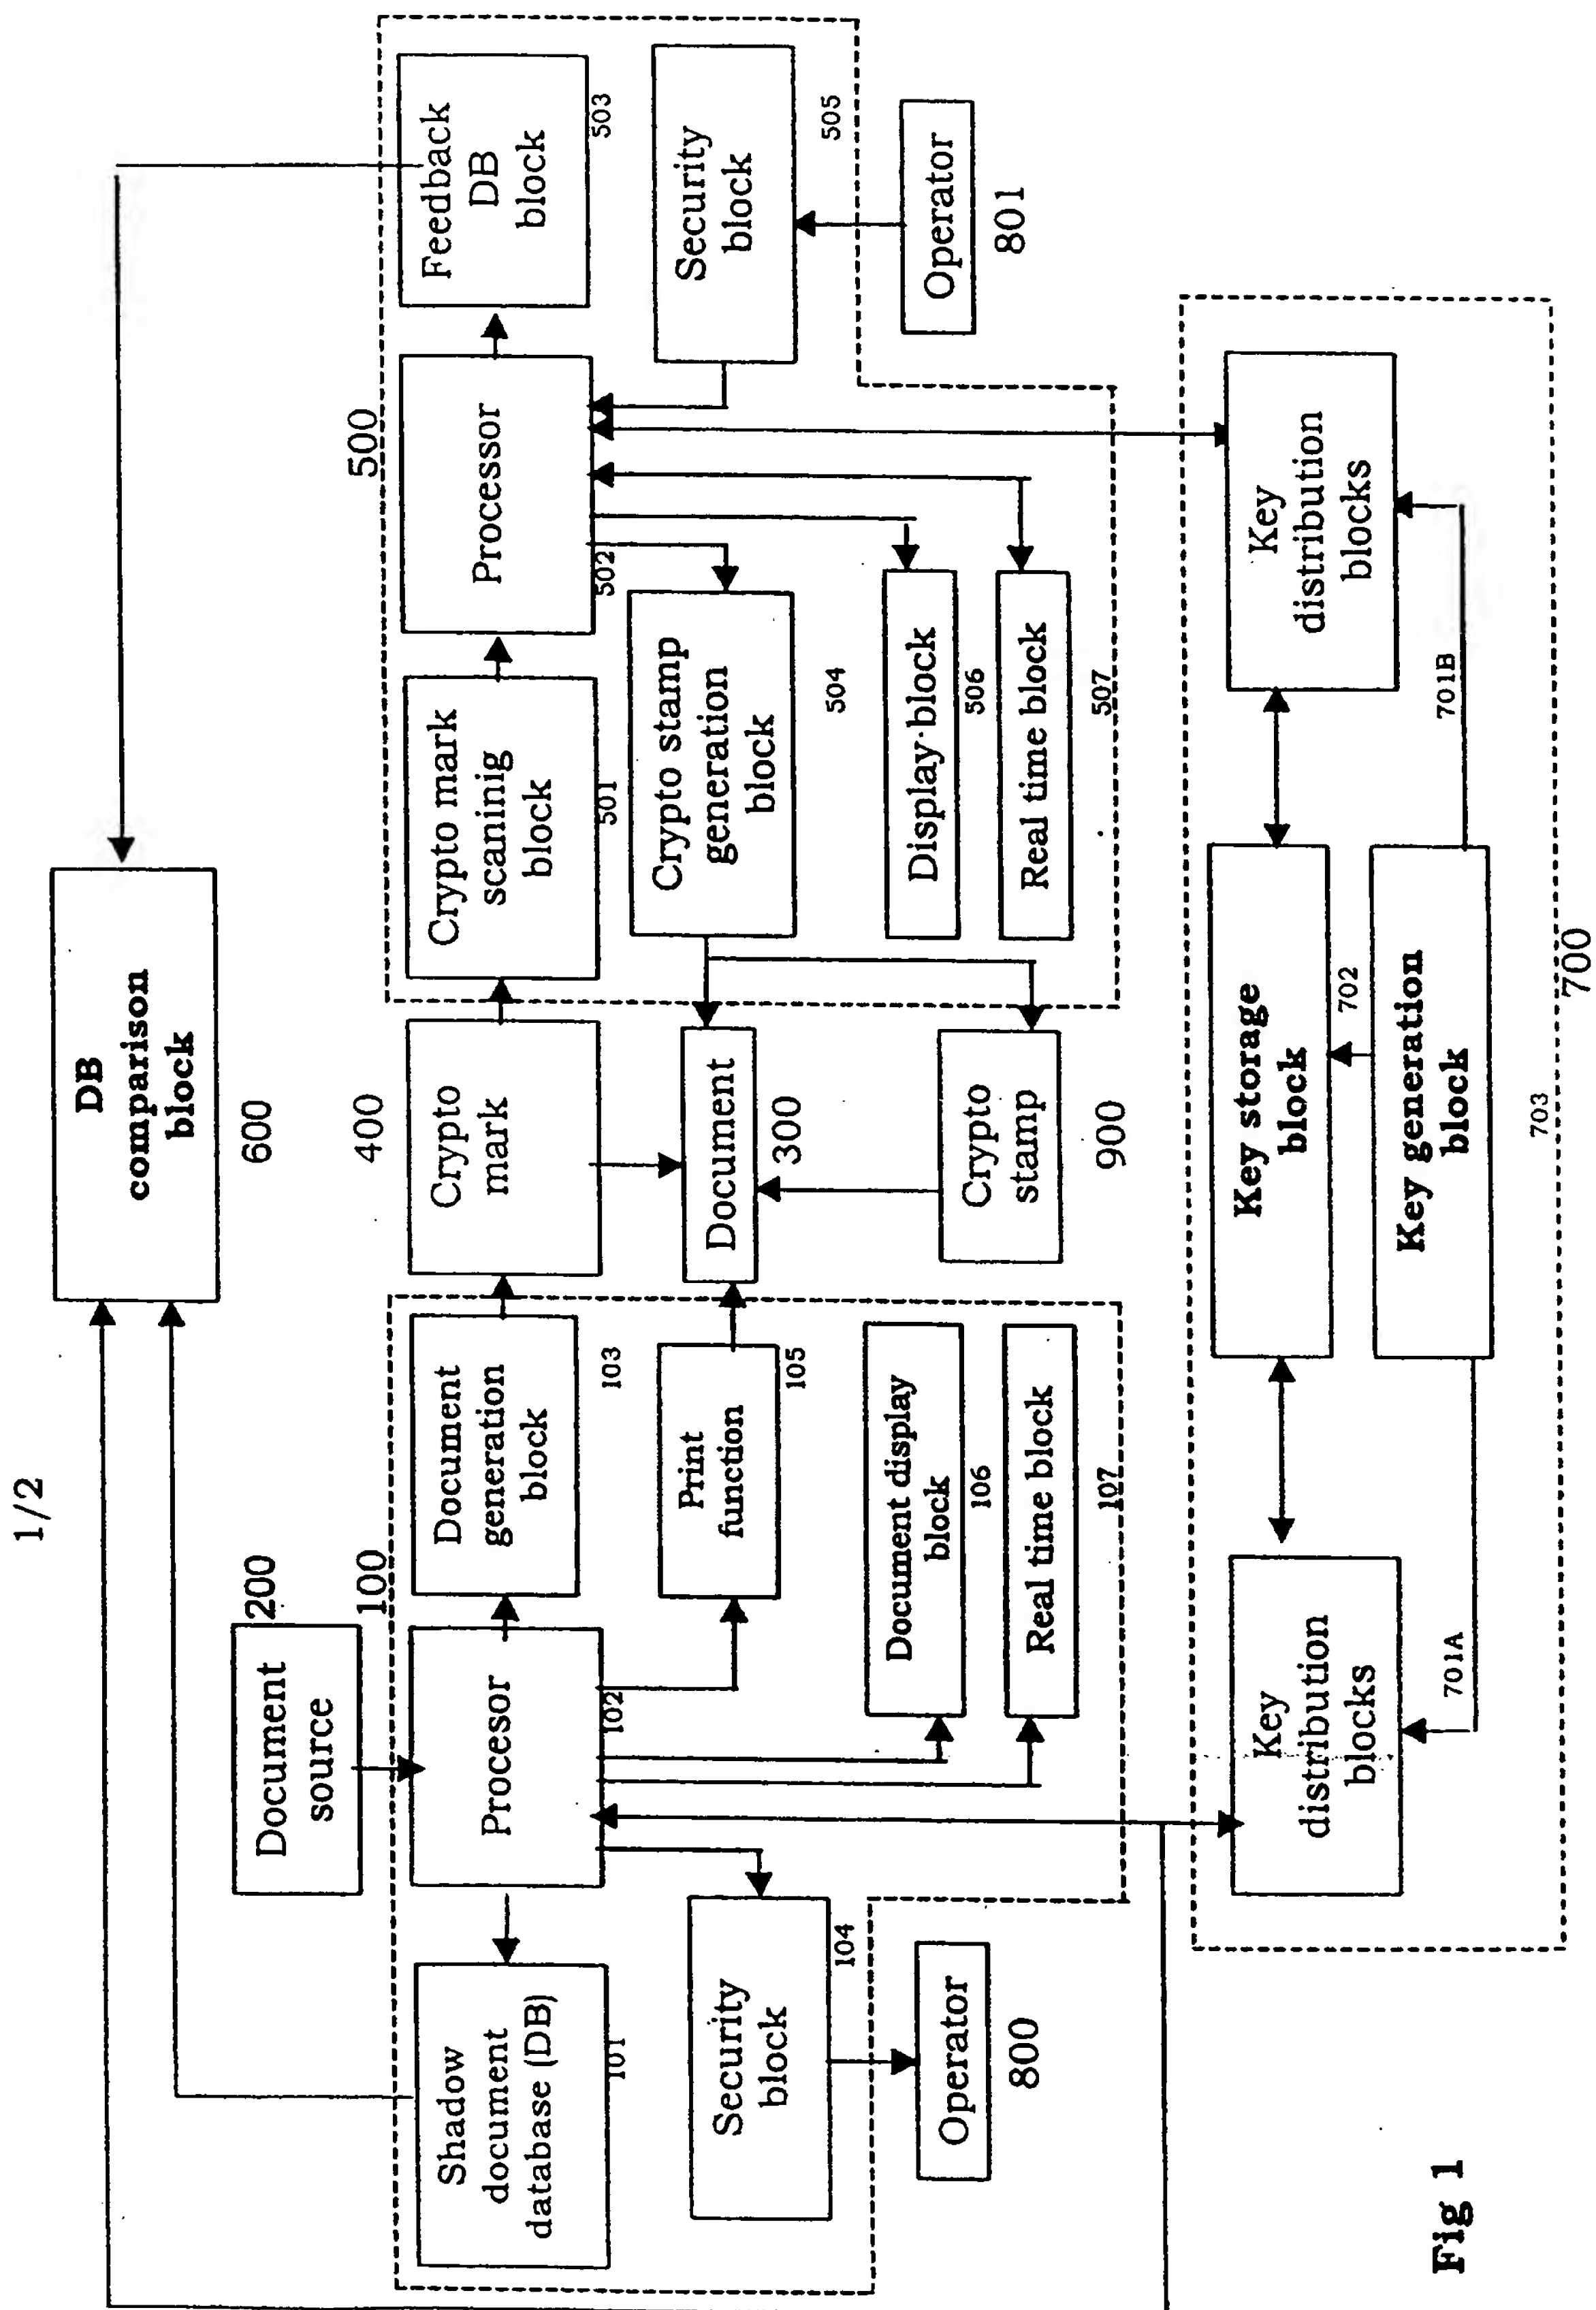 1/2
DB
comparison
block
600
Document
source
200
100
Shadow
document
database (DB)
101
Procesor
102
Document
generation
block
103
Security
block
104
Print
function
105
Document display
block
106
Real time block
107
Operator
800
Crypto
mark
400
Document
300
Crypto
stamp
900
500
Crypto mark
scaninig
block
501
Processor
502
Feedback
DB
block
503
Crypto stamp
generation
block
504
Security
block
505
Display·block
506
Real time block
507
Operator
801
Key
distribution
blocks
701A
Key storage
block
702
Key generation
block
703
Key
distribution
blocks
701B
700
Fig 1